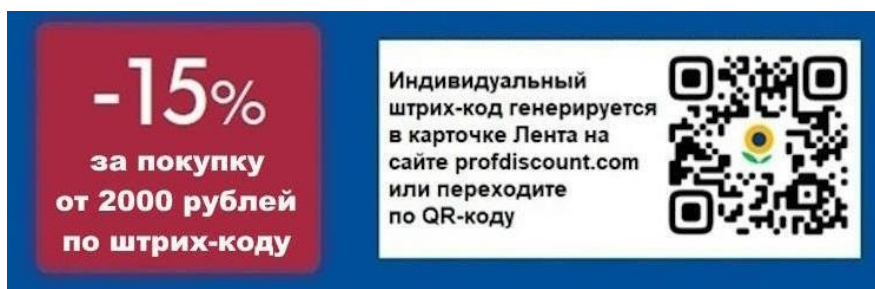 -15%
за покупку
от 2000 рублей
по штрих-коду
Индивидуальный
штрих-код генерируется
в карточке Лента на
сайте profdiscount.com
или переходите
по QR-коду